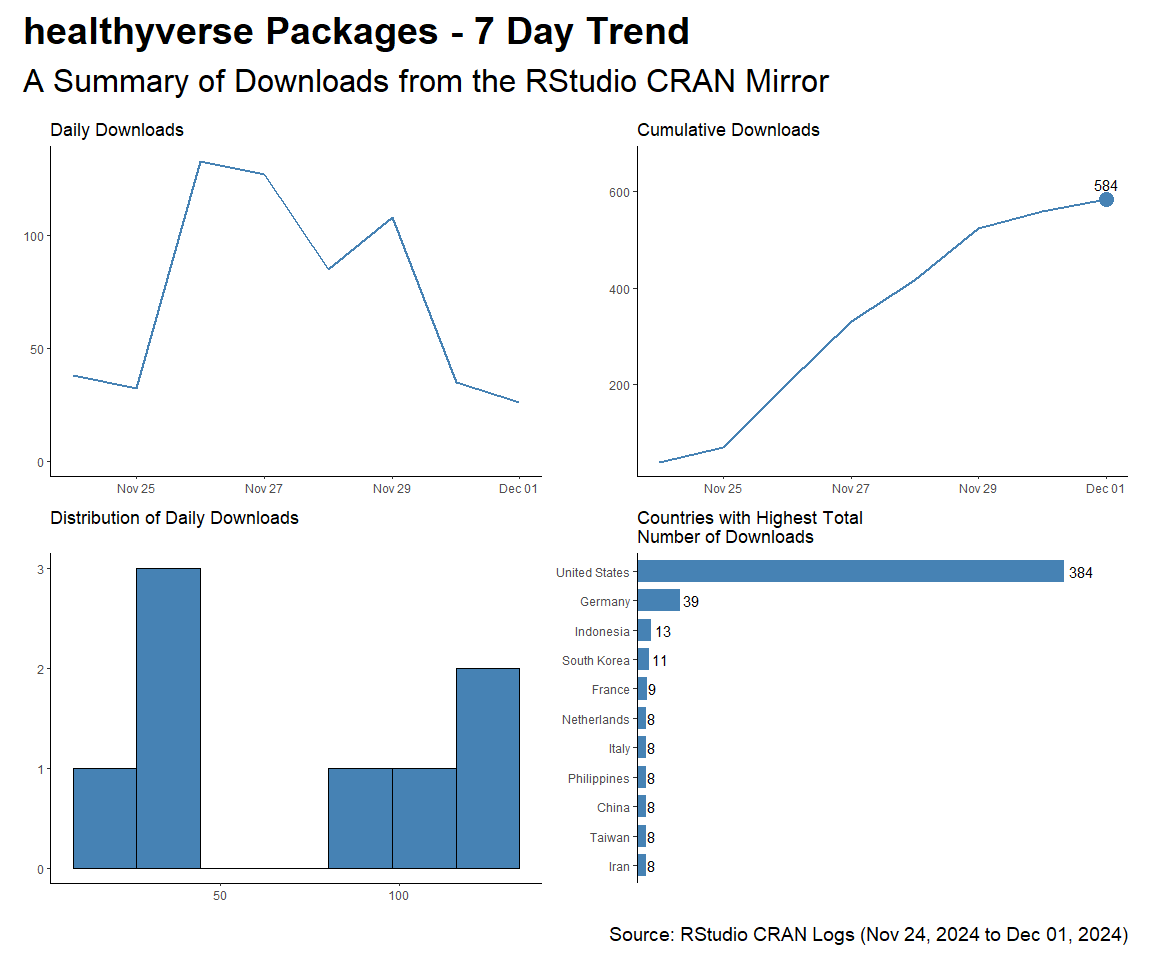 healthyverse Packages - 7 Day Trend
A Summary of Downloads from the RStudio CRAN Mirror
Daily Downloads
100
50
0
Nov 25
Nov 27
Nov 29
Dec 01
Cumulative Downloads
600
400
200
584
Nov 25
Nov 27
Nov 29
Dec 01
Distribution of Daily Downloads
3
2
1
0
50
100
Countries with Highest Total
Number of Downloads
United States 384
Germany 39
Indonesia 13
South Korea 11
France 9
Netherlands 8
Italy 8
Philippines 8
China 8
Taiwan 8
Iran 8
Source: RStudio CRAN Logs (Nov 24, 2024 to Dec 01, 2024)